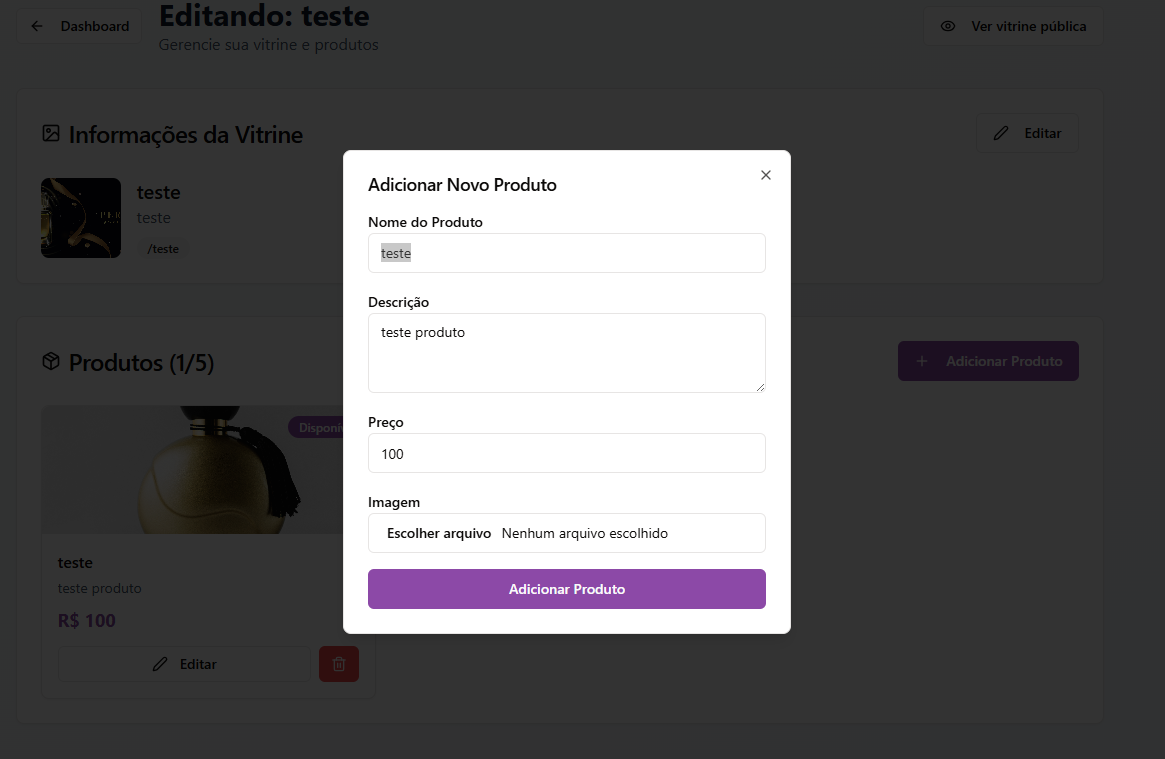 Dashboard
Editando: teste
Gerencie sua vitrine e produtos
Ver vitrine pública
Informações da Vitrine
Editar
teste
teste
/teste
Adicionar Novo Produto
Nome do Produto
teste
Descrição
teste produto
Preço
100
Imagem
Escolher arquivo Nenhum arquivo escolhido
Adicionar Produto
Produtos (1/5)
Adicionar Produto
teste
teste produto
R$ 100
Editar